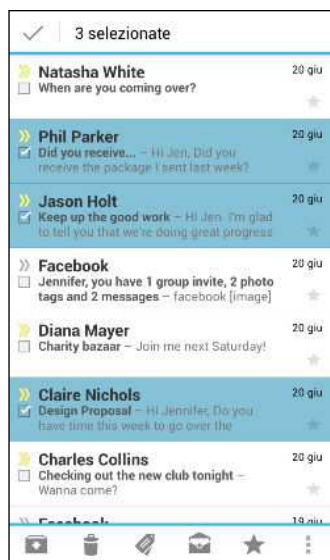 3 selezionate
Natasha White 20 giu
When are you coming over?
Phil Parker 20 giu
Did you receive... – Hi Jen, Did you
receive the package I sent last week?
Jason Holt 20 giu
Keep up the good work – Hi Jen. I'm glad
to tell you that we're doing great progress
Facebook 20 giu
Jennifer, you have 1 group invite, 2 photo
tags and 2 messages – facebook [image]
Diana Mayer 20 giu
Charity bazaar – Join me next Saturday!
Claire Nichols 20 giu
Design Proposal – Hi Jennifer, Do you
have time this week to go over the
Charles Collins 20 giu
Checking out the new club tonight –
Wanna come?
Facebook 19 giu